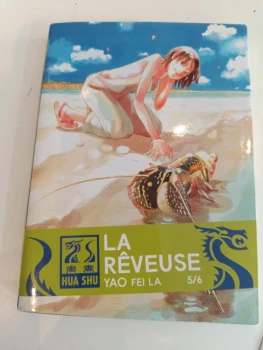 LA
RÊVEUSE
HUA SHU
YAO FEI LA 5/6